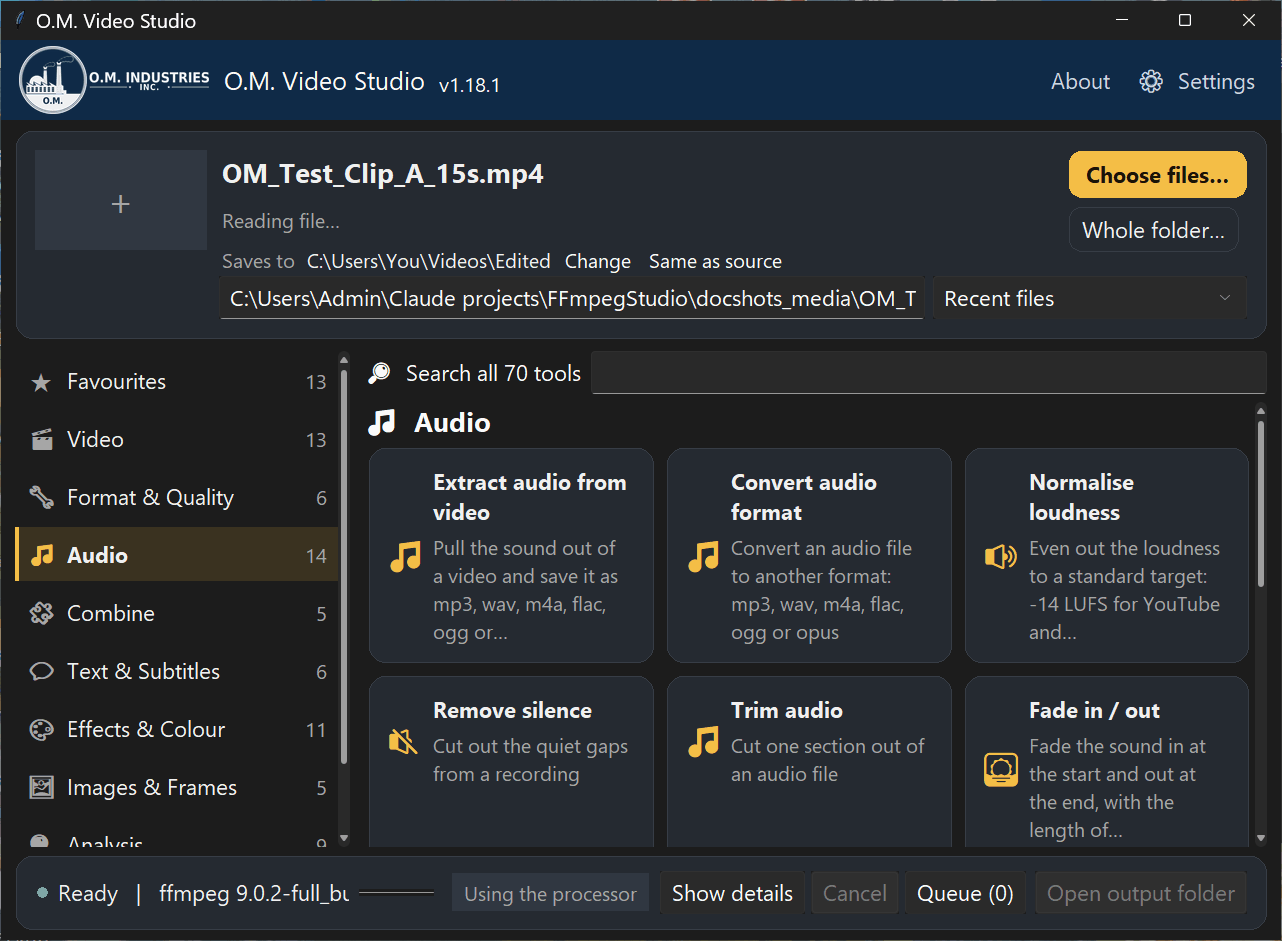 O.M. Video Studio
O.M. INDUSTRIES
INC.
O.M.
O.M. Video Studio v1.18.1
About
Settings
OM_Test_Clip_A_15s.mp4
Choose files...
Reading file...
Whole folder...
Saves to C:\Users\You\Videos\Edited Change Same as source
C:\Users\Admin\Claude projects\FFmpegStudio\docshots_media\OM_T
Recent files
Favourites 13
Video 13
Format & Quality 6
Audio 14
Combine 5
Text & Subtitles 6
Effects & Colour 11
Images & Frames 5
Analysis 9
Search all 70 tools
Audio
Extract audio from
video
Pull the sound out of
a video and save it as
mp3, wav, m4a, flac,
ogg or...
Convert audio
format
Convert an audio file
to another format:
mp3, wav, m4a, flac,
ogg or opus
Normalise
loudness
Even out the loudness
to a standard target:
-14 LUFS for YouTube
and...
Remove silence
Cut out the quiet gaps
from a recording
Trim audio
Cut one section out of
an audio file
Fade in / out
Fade the sound in at
the start and out at
the end, with the
length of...
Ready | ffmpeg 9.0.2-full_bu
Using the processor
Show details
Cancel
Queue (0)
Open output folder